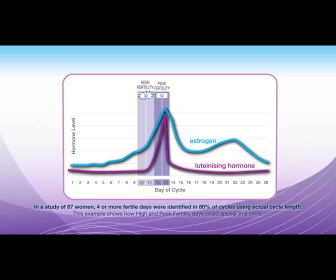 HIGH FERTILITY
PEAK FERTILITY
Hormone Level
estrogen
luteinising hormone
1 2 3 4 5 6 7 8 9 10 11 12 13 14 15 16 17 18 19 20 21 22 23 24 25 26
Day of Cycle
In a study of 87 women, 4 or more fertile days were identified in 80% of cycles using actual cycle length.
This example shows how High and Peak Fertility days could appear in a cycle.